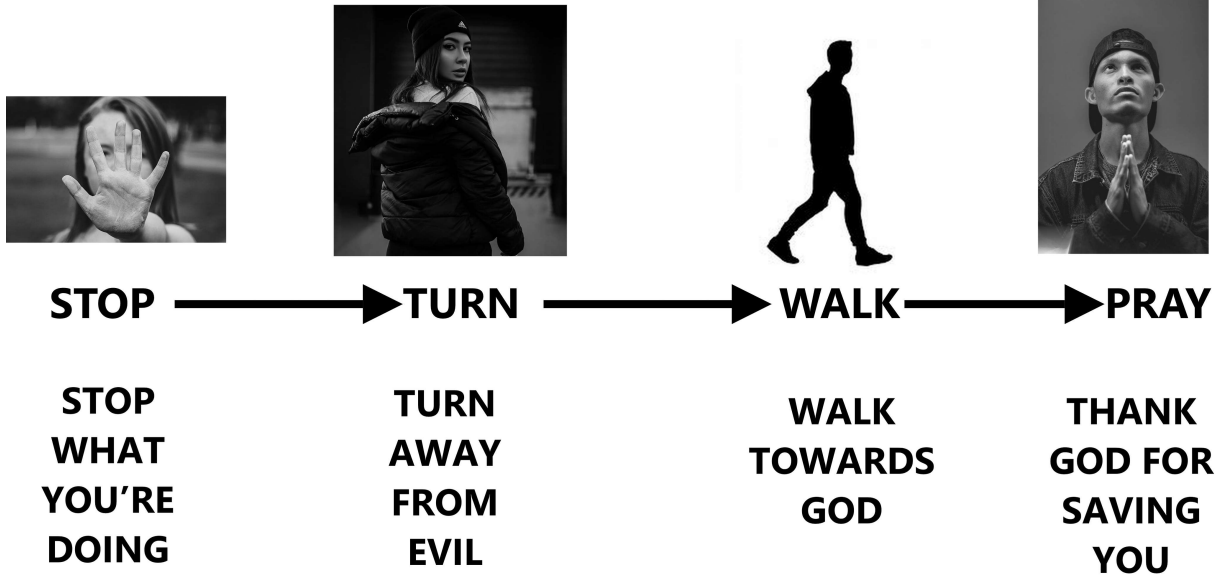 STOP
TURN
WALK
PRAY
STOP
WHAT
YOU'RE
DOING
TURN
AWAY
FROM
EVIL
WALK
TOWARDS
GOD
THANK
GOD FOR
SAVING
YOU